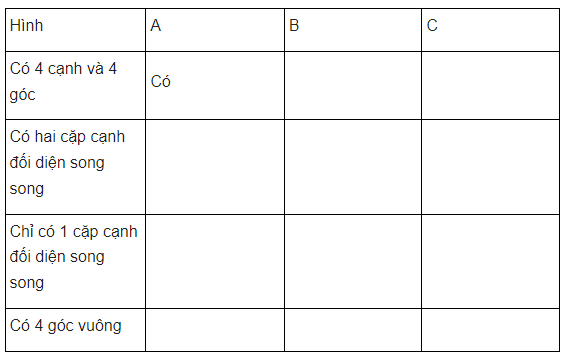 Hình A B C
Có 4 cạnh và 4
góc
Có
Có hai cặp cạnh
đối diện song
song
Chỉ có 1 cặp cạnh
đối diện song
song
Có 4 góc vuông